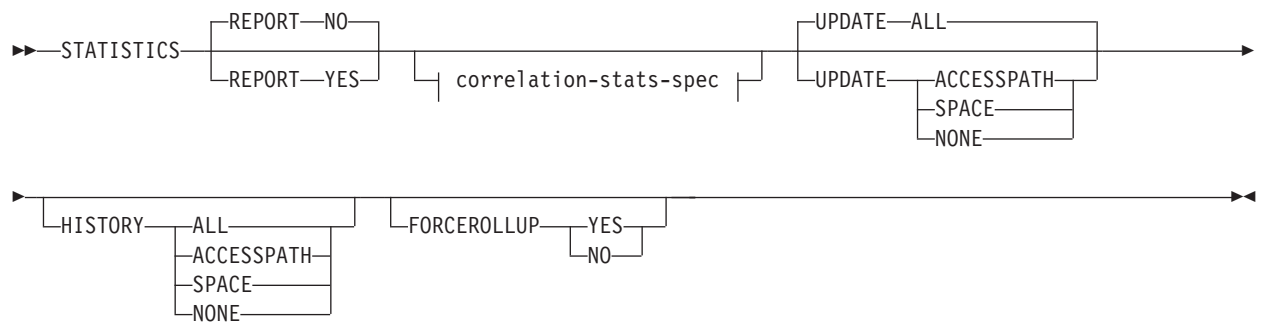 REPORT NO
UPDATE ALL
STATISTICS
REPORT YES
correlation-stats-spec
UPDATE ACCESSPATH
SPACE
NONE
HISTORY ALL
ACCESSPATH
SPACE
NONE
FORCEROLLUP YES
NO